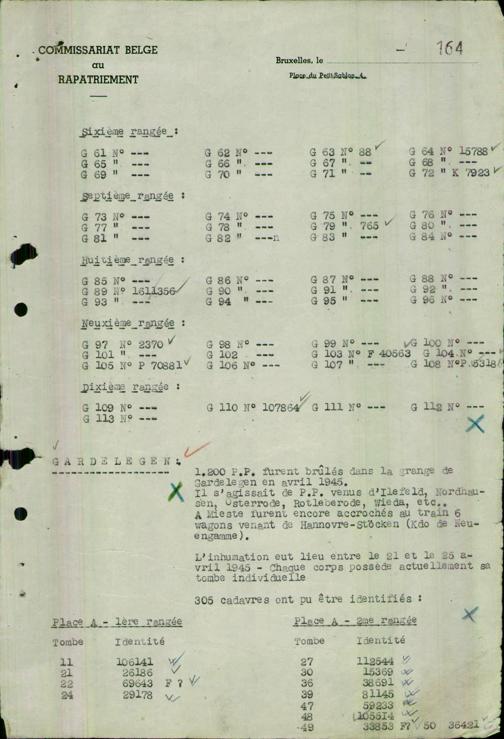 164
COMMISSARIAT BELGE
au
RAPATRIEMENT
Bruxelles, le
Sixième rangée :
G 61 N° --- G 62 N° --- G 63 N° 88 G 64 N° 15788
G 65 " --- G 66 " --- G 67 " -- G 68 " --
G 69 " --- G 70 " --- G 71 " -- G 72 " K 7923
Septième rangée :
G 73 N° --- G 74 N° --- G 75 N° --- G 76 N° ---
G 77 " --- G 78 " --- G 79 " 765 G 80 " ---
G 81 " --- G 82 " ---n G 83 " --- G 84 N° ---
Huitième rangée :
G 85 N° --- G 86 N° --- G 87 N° --- G 88 N° ---
G 89 N° 1611356 G 90 " --- G 91 " --- G 92 " ---
G 93 " --- G 94 " --- G 95 " --- G 96 N° ---
Neuxième rangée :
G 97 N° 2370 G 98 N° --- G 99 N° --- G 100 N° ---
G 101 " --- G 102 --- G 103 N° F 40563 G 104 N° ---
G 105 N° P 70881 G 106 N° --- G 107 " --- G 108 N° P.5318
Dixième rangée :
G 109 N° --- G 110 N° 107864 G 111 N° --- G 112 N° ---
G 113 N° ---
GARDELEGEN:
1.200 P.P. furent brûlés dans la grange de
Gardelegen en avril 1945.
Il s'agissait de P.P. venus d'Ilefeld, Nordhau-
sen, Osterrode, Rotleberode, Wieda, etc..
A Mieste furent encore accrochés au train 6
wagons venant de Hannovre-Stöcken (Kdo de Neu-
engamme).
L'inhumation eut lieu entre le 21 et le 25 a-
vril 1945 - Chaque corps possède actuellement sa
tombe individuelle
305 cadavres ont pu être identifiés :
Place A - 1ère rangée
Tombe Identité
11 106141
21 26186
22 69643 F ?
24 29178
Place A - 2me rangée
Tombe Identité
27 112544
30 15369
36 38691
39 81145
47 59233
48 105514
49 33853 F? 50 36421